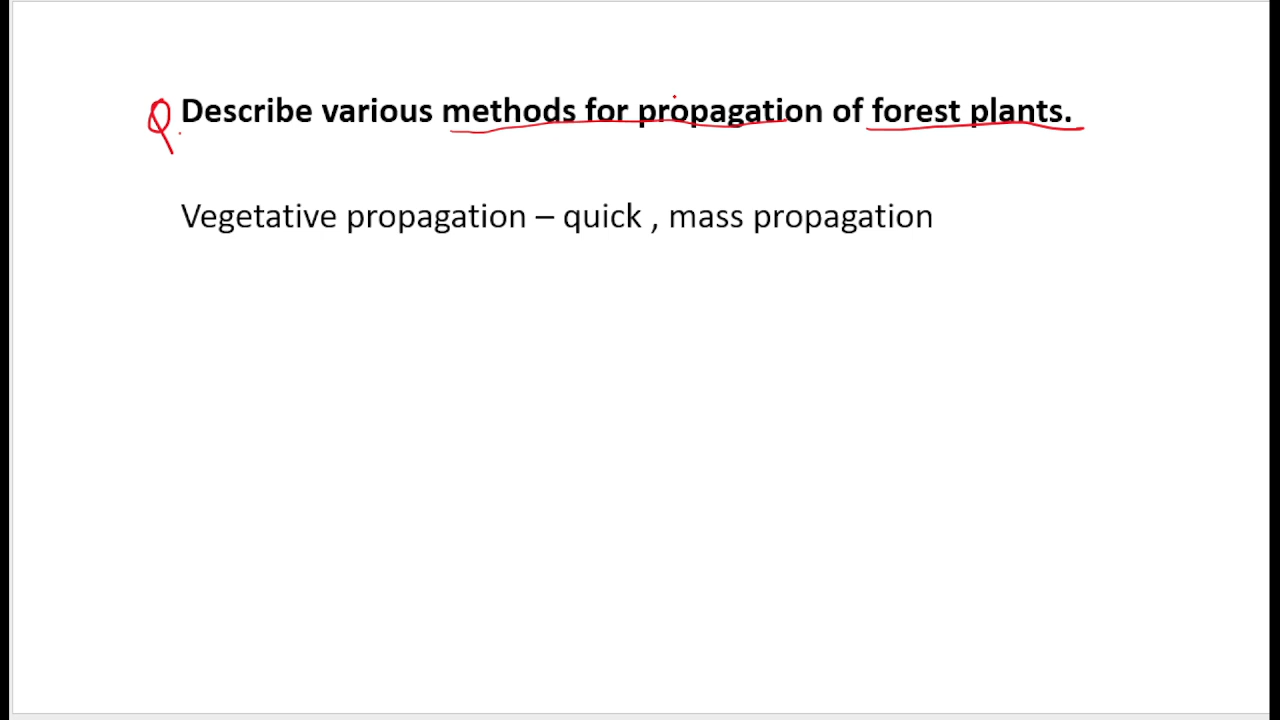 Q Describe various methods for propagation of forest plants.
Vegetative propagation – quick , mass propagation